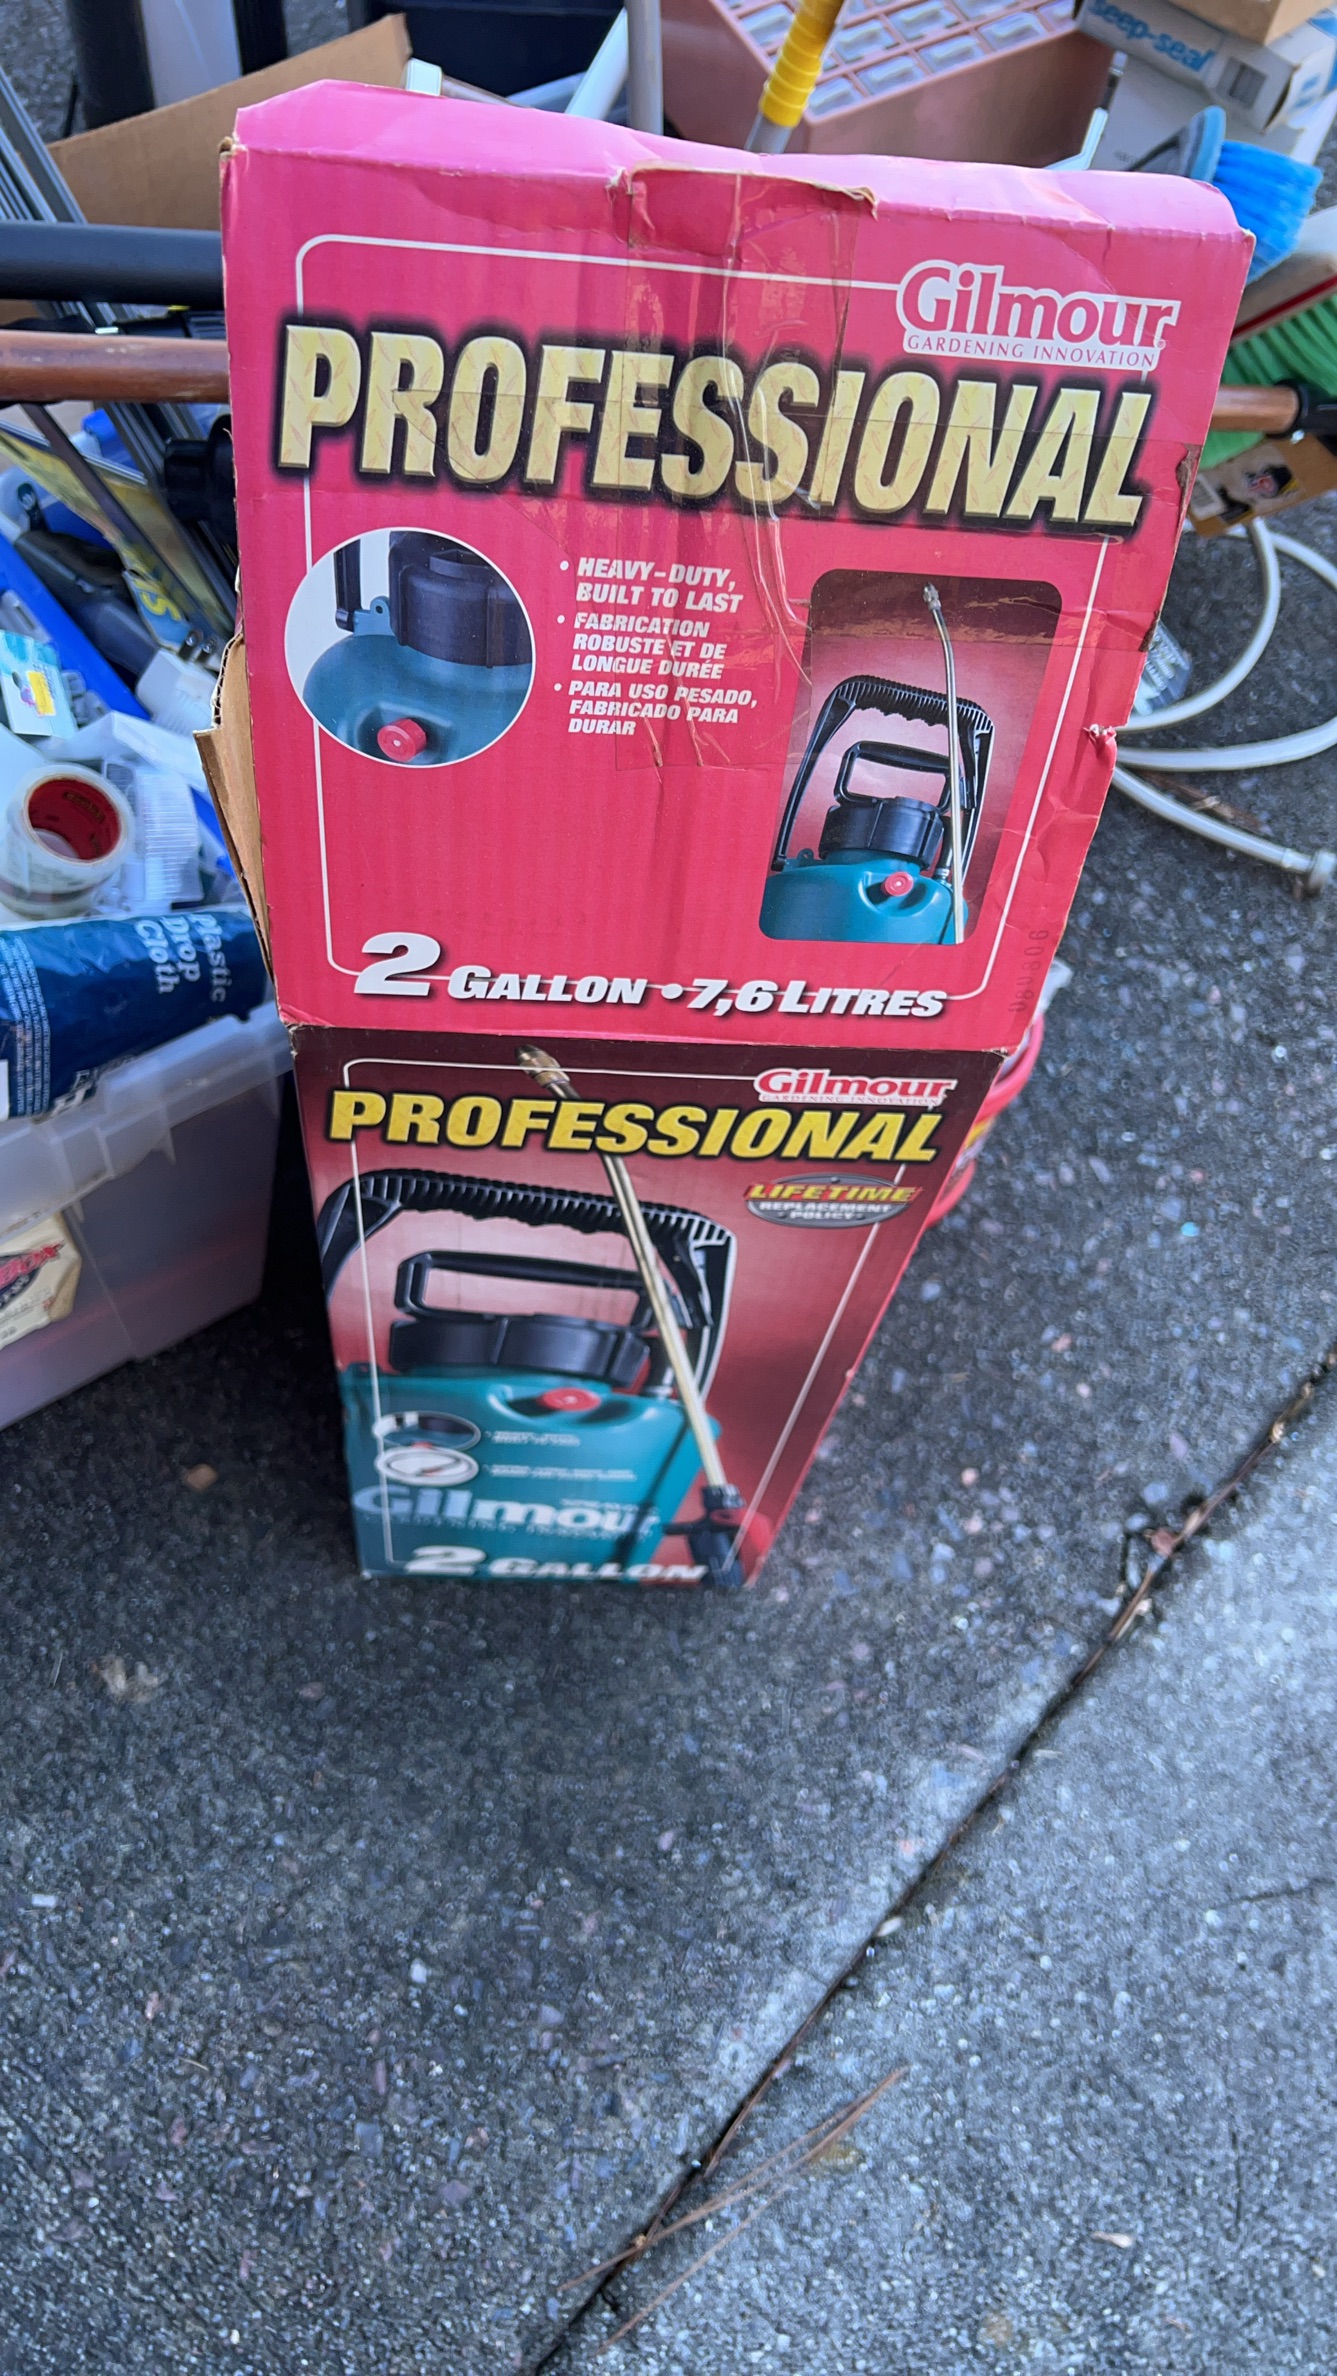 seep-seal
Gilmour
GARDENING INNOVATION
PROFESSIONAL
• HEAVY-DUTY,
BUILT TO LAST
• FABRICATION
ROBUSTE ET DE
LONGUE DURÉE
• PARA USO PESADO,
FABRICADO PARA
DURAR
2 GALLON • 7,6 LITRES
Plastic
Drop
Cloth
Gilmour
GARDENING INNOVATION
PROFESSIONAL
LIFETIME
REPLACEMENT
POLICY
Gilmour
2 GALLON